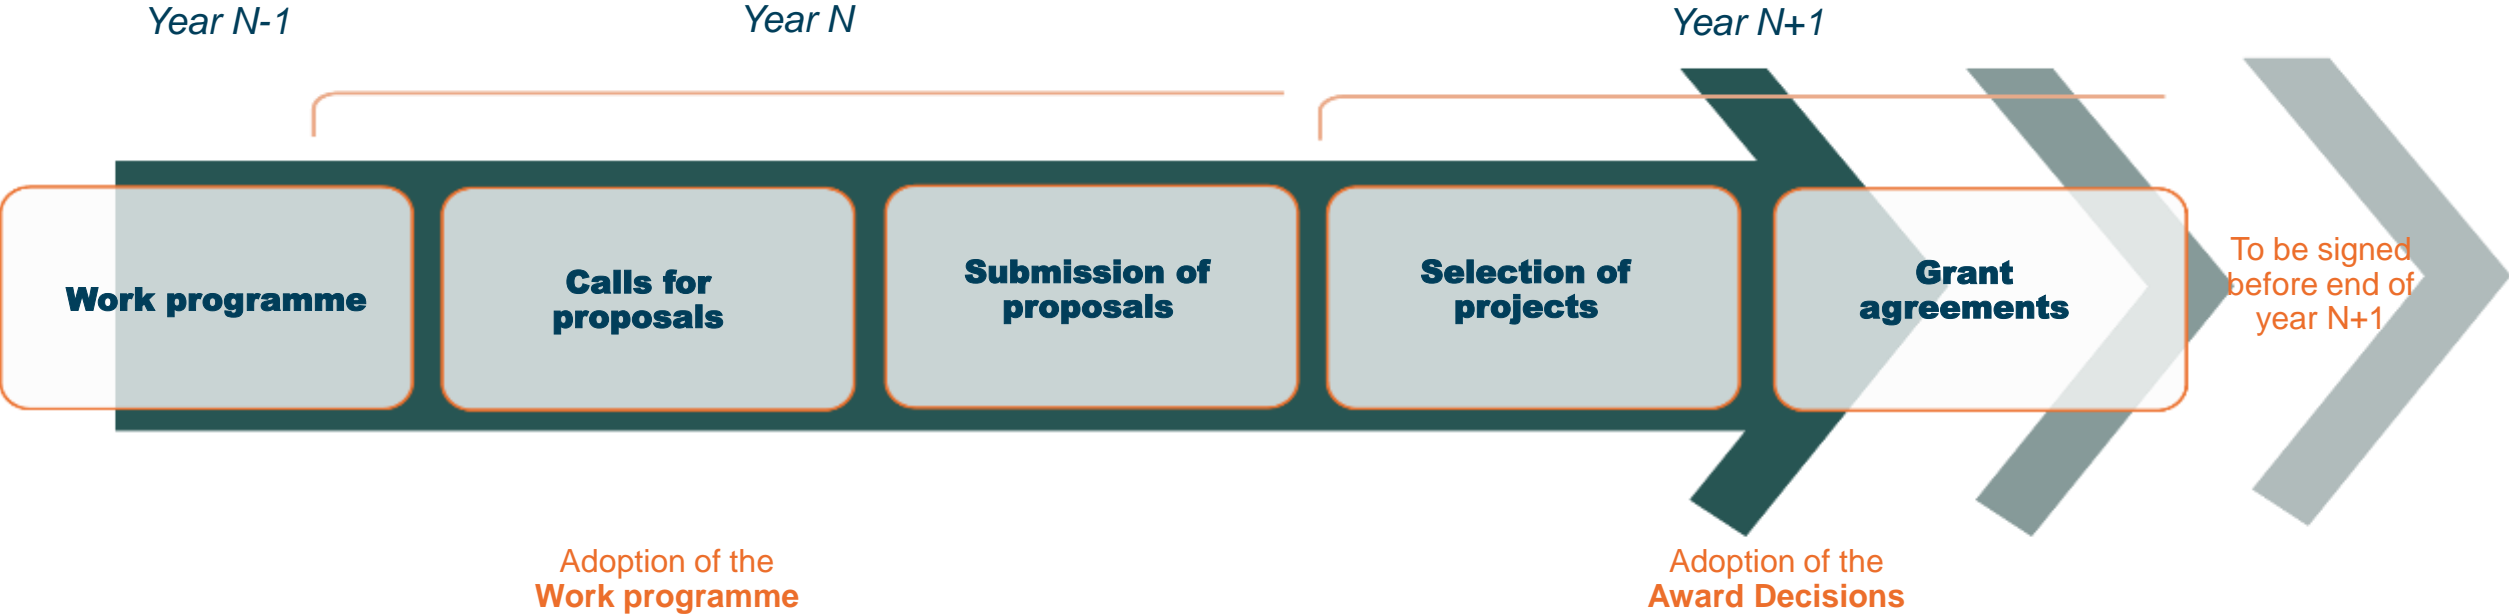 Year N-1
Year N
Year N+1
Work programme
Calls for
proposals
Submission of
proposals
Selection of
projects
Grant
agreements
To be signed
before end of
year N+1
Adoption of the
Work programme
Adoption of the
Award Decisions